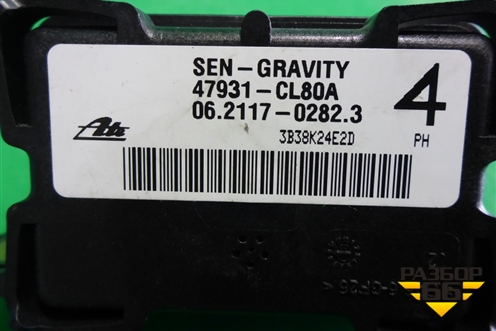 SEN-GRAVITY
47931-CL80A
06.2117-0282.3
4
Ate
3B38K24E2D
PH
РАЗБОР
66